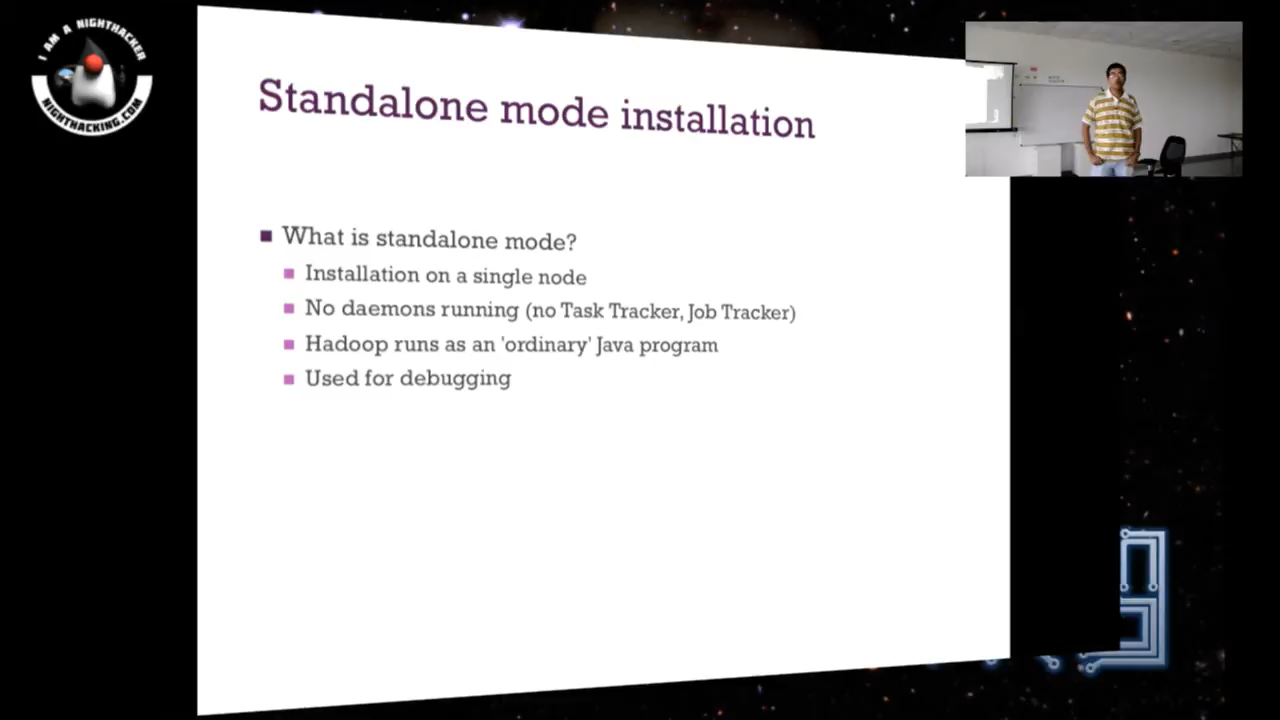 I AM A NIGHTHACKER
NIGHTHACKING.COM
Standalone mode installation
What is standalone mode?
Installation on a single node
No daemons running (no Task Tracker, Job Tracker)
Hadoop runs as an 'ordinary' Java program
Used for debugging